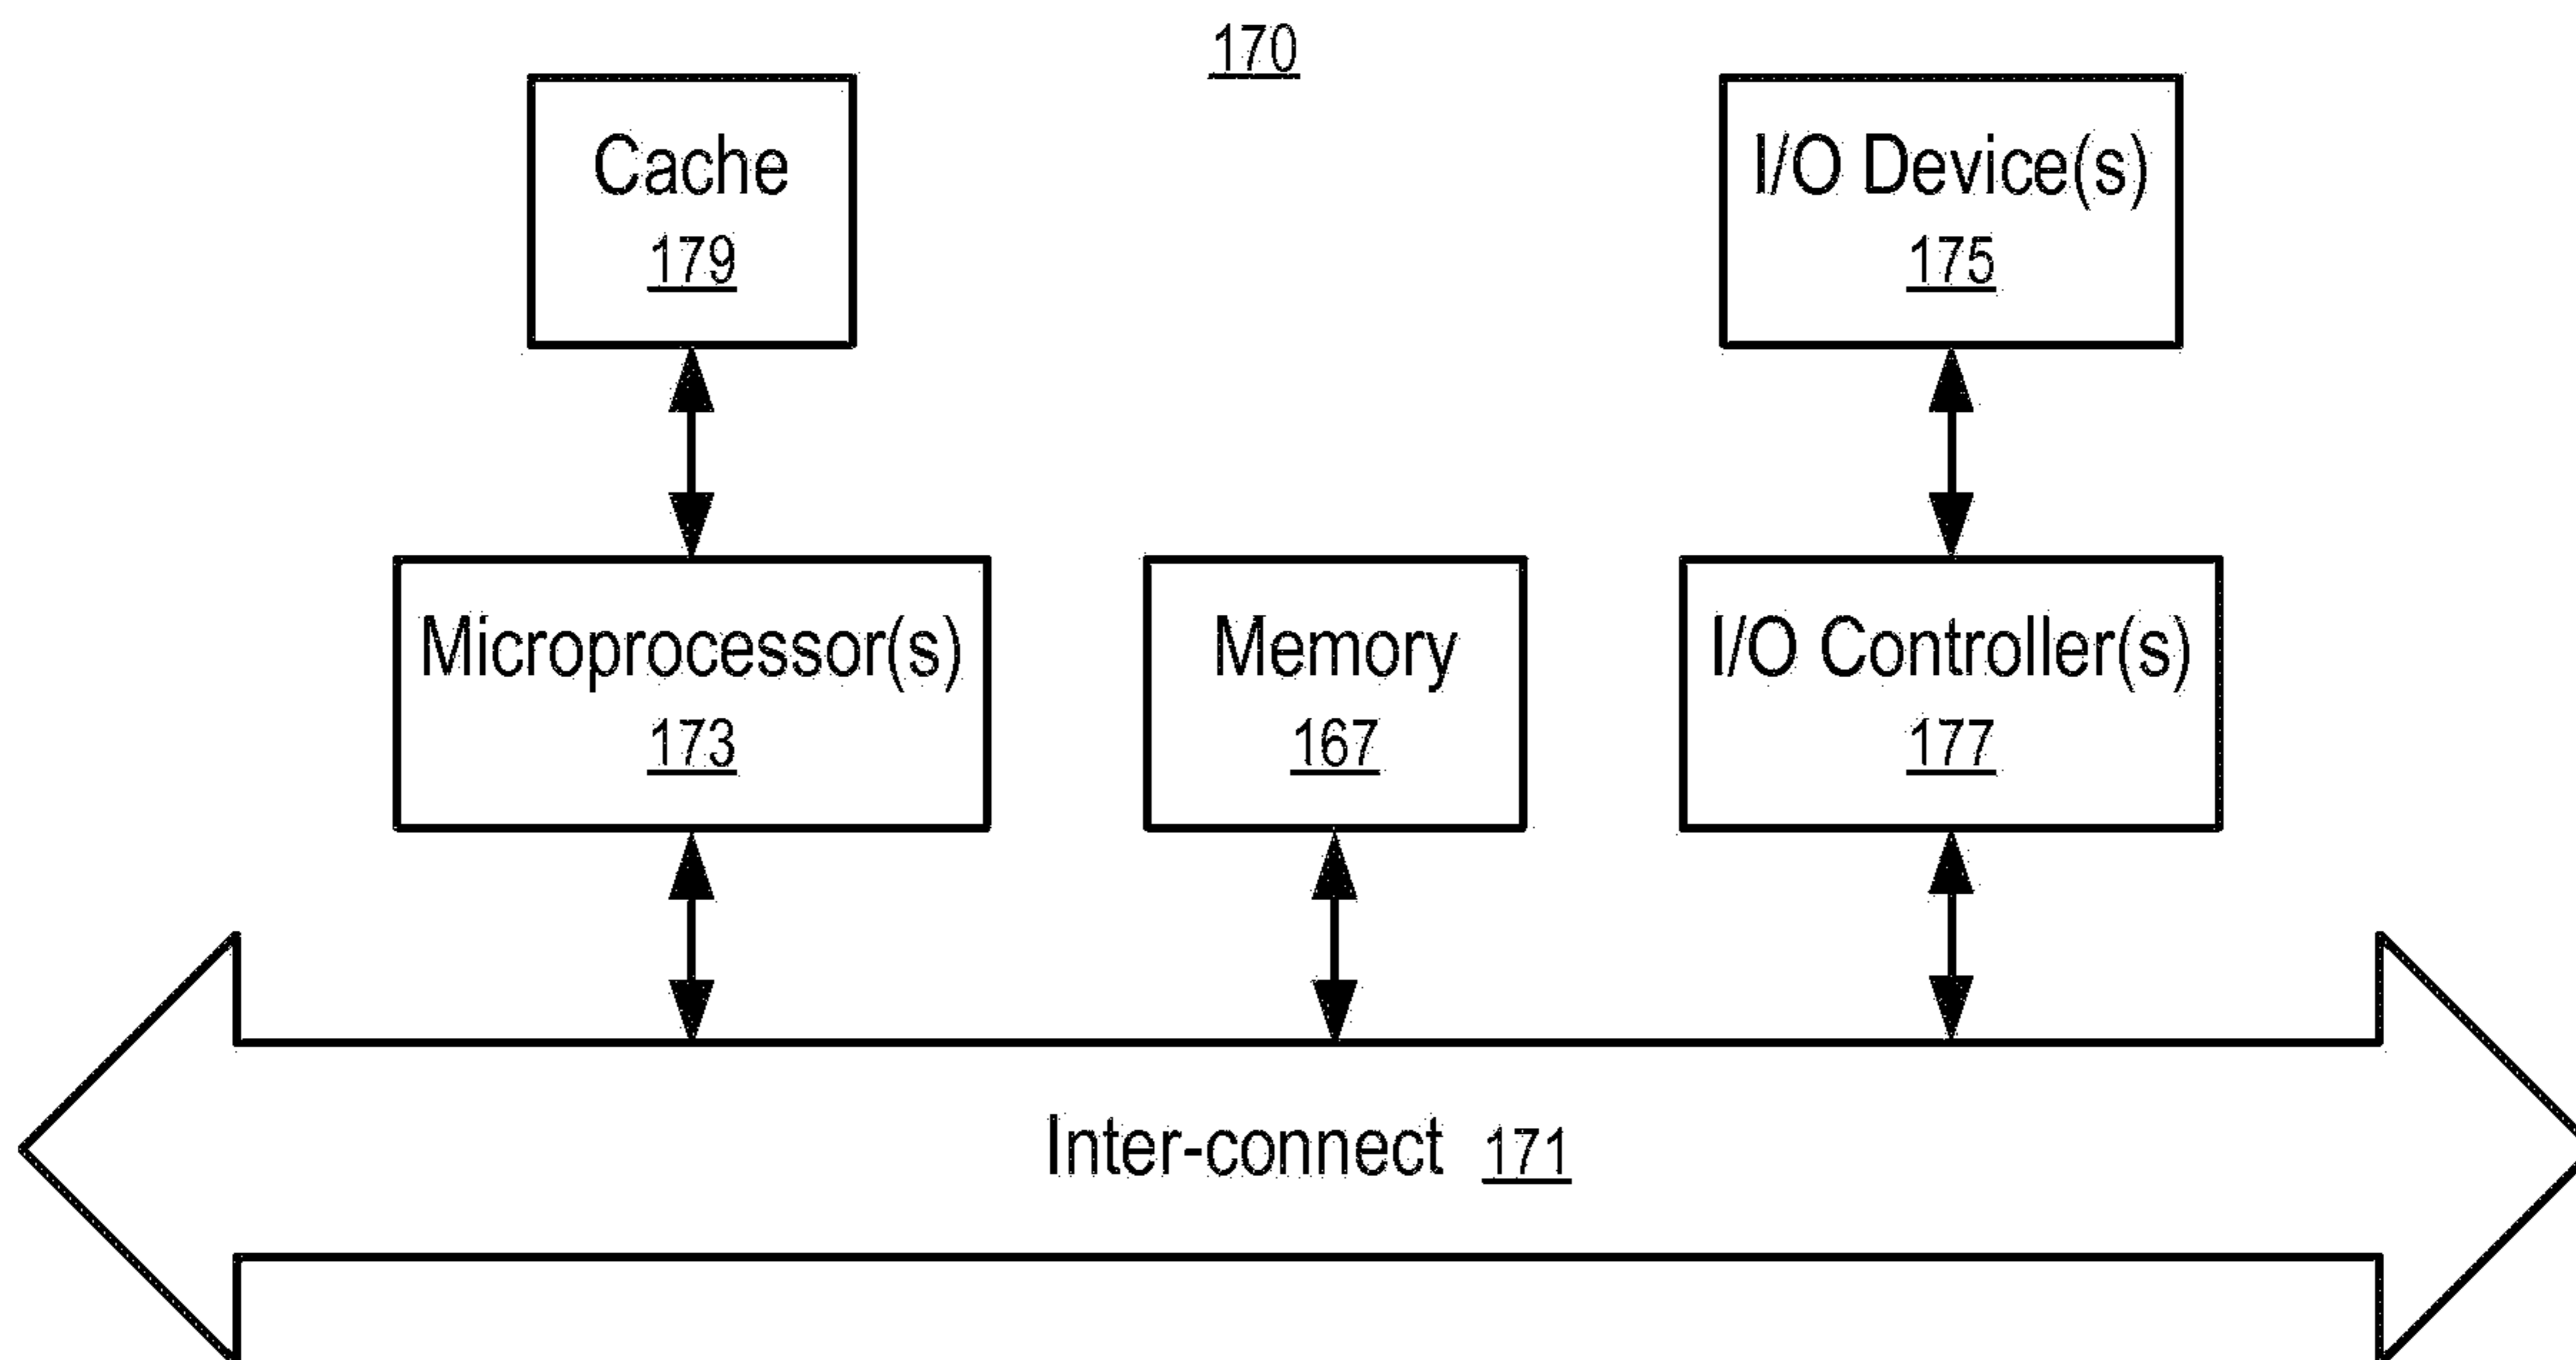 170
Cache
179
I/O Device(s)
175
Microprocessor(s)
173
Memory
167
I/O Controller(s)
177
Inter-connect 171